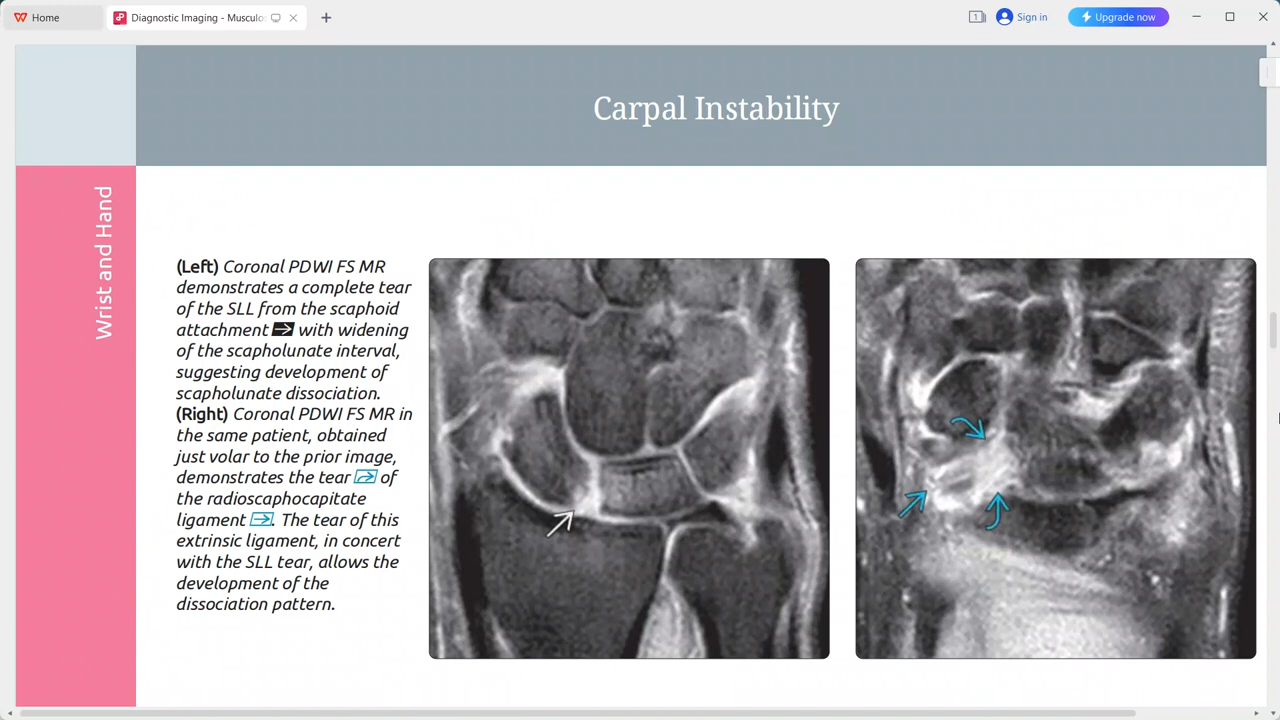 Home
Diagnostic Imaging - Musculos
1
Sign in
Upgrade now
Carpal Instability
Wrist and Hand
(Left) Coronal PDWI FS MR
demonstrates a complete tear
of the SLL from the scaphoid
attachment with widening
of the scapholunate interval,
suggesting development of
scapholunate dissociation.
(Right) Coronal PDWI FS MR in
the same patient, obtained
just volar to the prior image,
demonstrates the tear of
the radioscaphocapitate
ligament . The tear of this
extrinsic ligament, in concert
with the SLL tear, allows the
development of the
dissociation pattern.